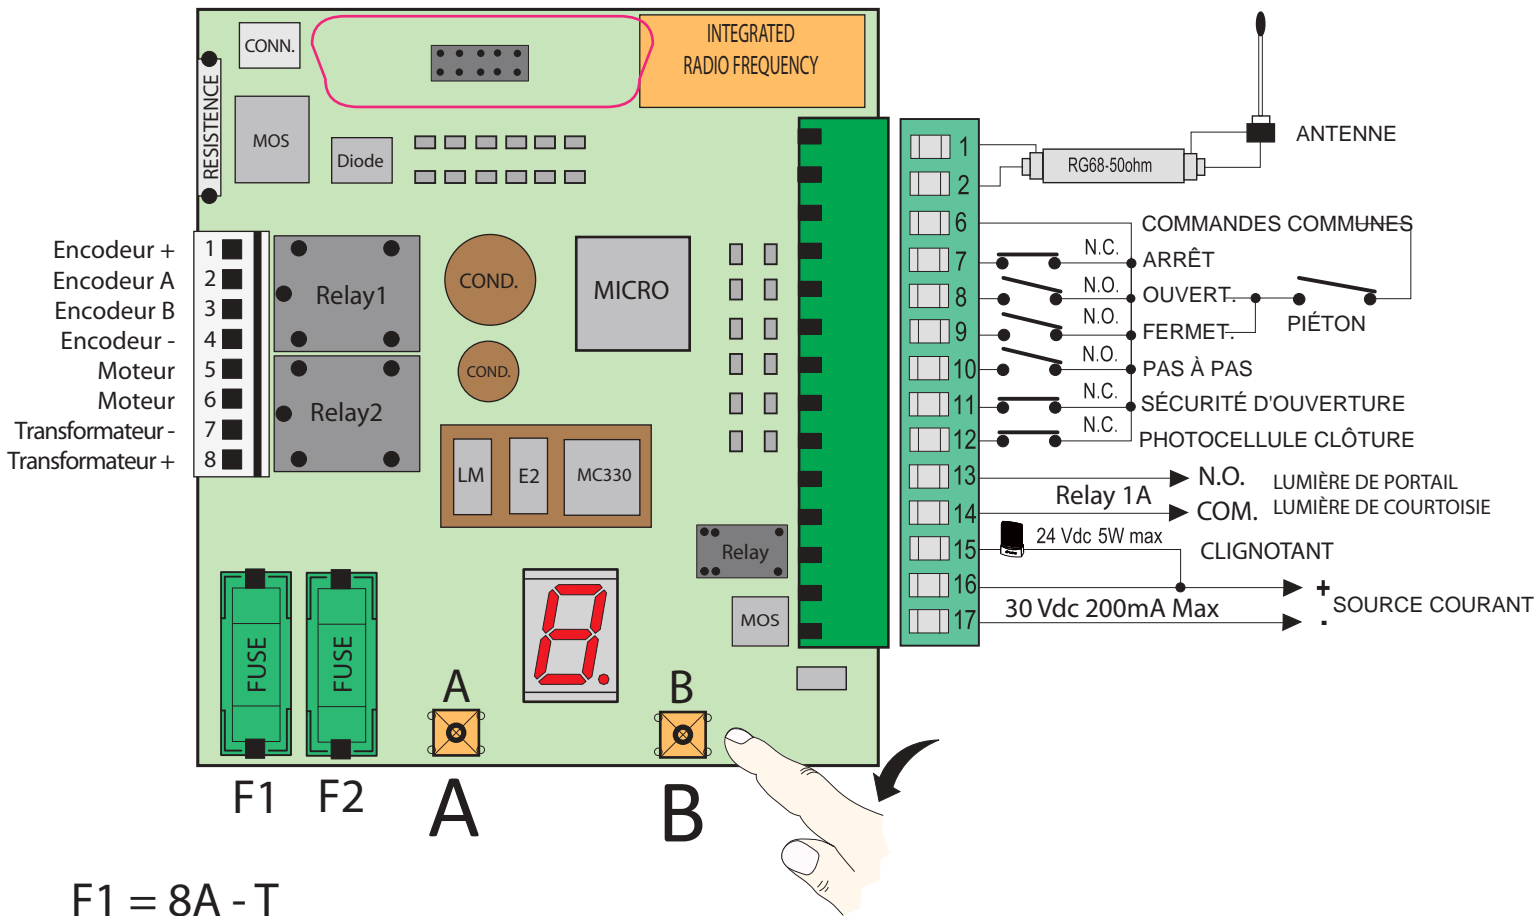 CONN.
INTEGRATED
RADIO FREQUENCY
RESISTENCE
MOS
Diode
1
2
6
7
8
9
10
11
12
13
14
15
16
17
RG68-50ohm
ANTENNE
COMMANDES COMMUNES
N.C.
ARRÊT
N.O.
OUVERT.
N.O.
FERMET.
PIÉTON
N.O.
PAS À PAS
N.C.
SÉCURITÉ D'OUVERTURE
N.C.
PHOTOCELLULE CLÔTURE
N.O.
LUMIÈRE DE PORTAIL
Relay 1A
COM.
LUMIÈRE DE COURTOISIE
24 Vdc 5W max
CLIGNOTANT
+
SOURCE COURANT
30 Vdc 200mA Max
-
Encodeur + 1
Encodeur A 2
Encodeur B 3
Encodeur - 4
Moteur 5
Moteur 6
Transformateur - 7
Transformateur + 8
Relay1
Relay2
COND.
COND.
MICRO
LM
E2
MC330
Relay
MOS
FUSE
FUSE
8.
A
B
F1
F2
A
B
F1 = 8A - T